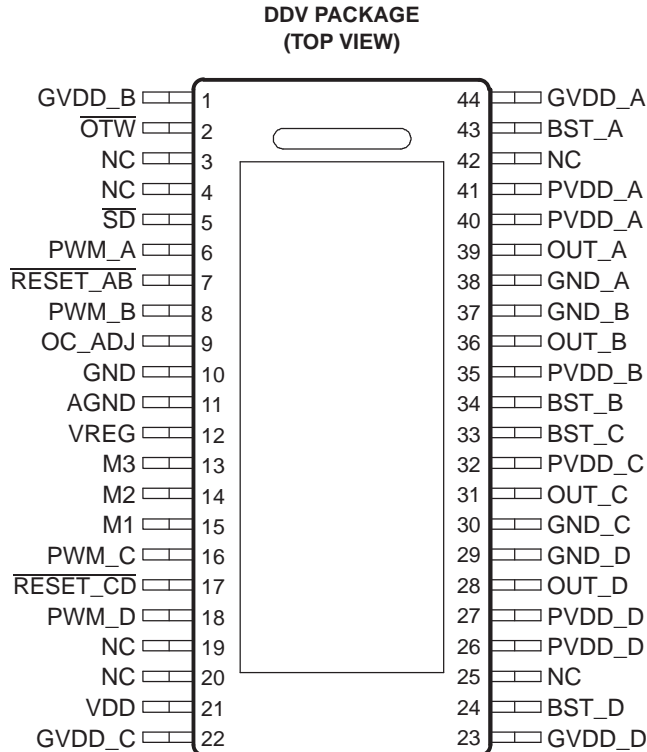 DDV PACKAGE
(TOP VIEW)
GVDD_B 1 44 GVDD_A
OTW 2 43 BST_A
NC 3 42 NC
NC 4 41 PVDD_A
SD 5 40 PVDD_A
PWM_A 6 39 OUT_A
RESET_AB 7 38 GND_A
PWM_B 8 37 GND_B
OC_ADJ 9 36 OUT_B
GND 10 35 PVDD_B
AGND 11 34 BST_B
VREG 12 33 BST_C
M3 13 32 PVDD_C
M2 14 31 OUT_C
M1 15 30 GND_C
PWM_C 16 29 GND_D
RESET_CD 17 28 OUT_D
PWM_D 18 27 PVDD_D
NC 19 26 PVDD_D
NC 20 25 NC
VDD 21 24 BST_D
GVDD_C 22 23 GVDD_D